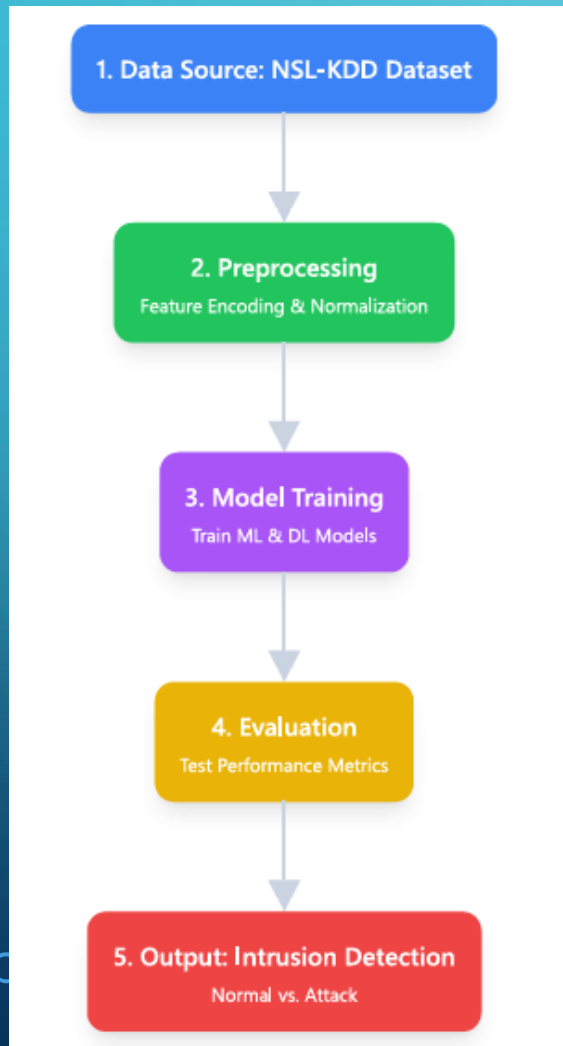 1. Data Source: NSL-KDD Dataset
2. Preprocessing
Feature Encoding & Normalization
3. Model Training
Train ML & DL Models
4. Evaluation
Test Performance Metrics
5. Output: Intrusion Detection
Normal vs. Attack